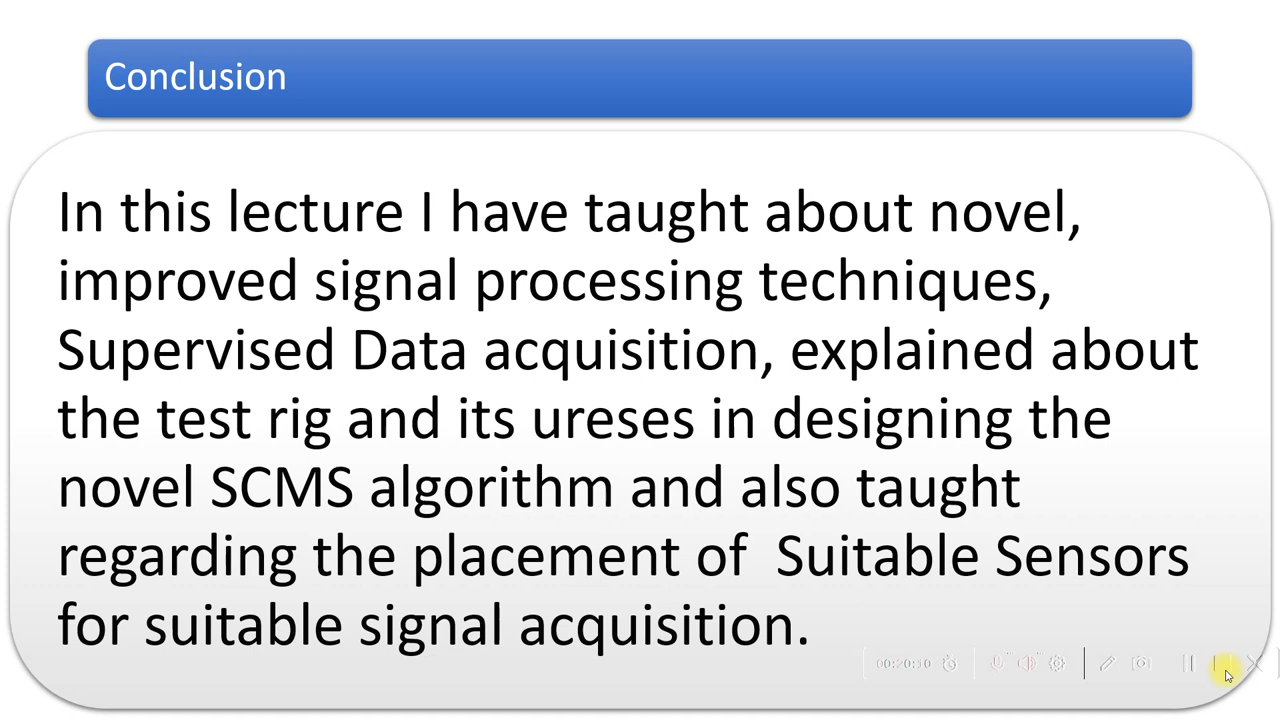 Conclusion
In this lecture I have taught about novel,
improved signal processing techniques,
Supervised Data acquisition, explained about
the test rig and its ureses in designing the
novel SCMS algorithm and also taught
regarding the placement of  Suitable Sensors
for suitable signal acquisition.